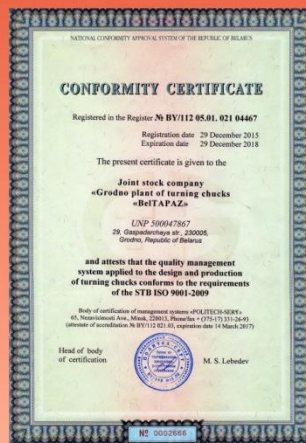 NATIONAL CONFORMITY APPROVAL SYSTEM OF THE REPUBLIC OF BELARUS
CONFORMITY CERTIFICATE
Registered in the Register № BY/112 05.01. 021 04467
Registration date 29 December 2015
Expiration date 29 December 2018
The present certificate is given to the
Joint stock company
«Grodno plant of turning chucks
«BelTAPAZ»
UNP 500047867
29, Gaspadarchaya str., 230005,
Grodno, Republic of Belarus
and attests that the quality management
system applied to the design and production
of turning chucks conforms to the requirements
of the STB ISO 9001-2009
Body of certification of management systems «POLITECH-SERT»
65, Nezavisimosti Ave., Minsk, 220013, Phone/fax + (375-17) 331-26-93
(attestate of accreditation № BY/112 021.03, expiration date 14 March 2017)
Head of body
of certification
M. S. Lebedev
№ 0002666